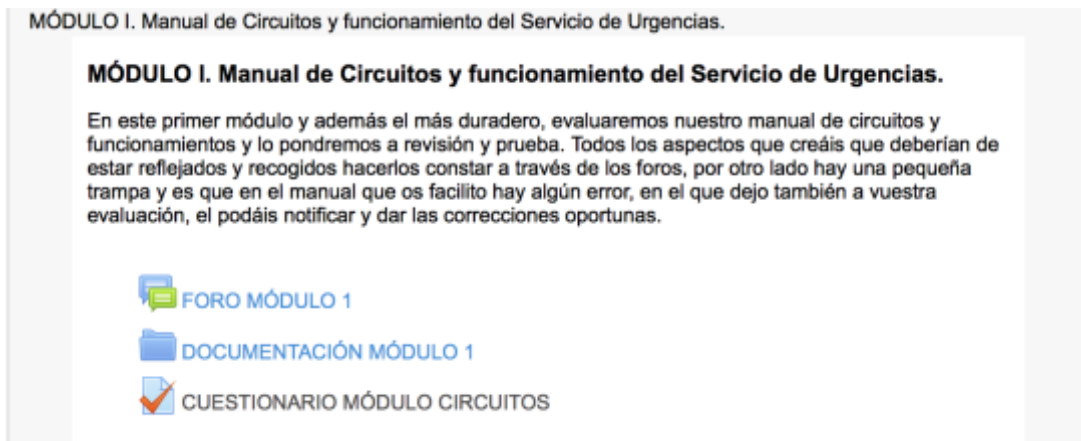 MÓDULO I. Manual de Circuitos y funcionamiento del Servicio de Urgencias.
MÓDULO I. Manual de Circuitos y funcionamiento del Servicio de Urgencias.
En este primer módulo y además el más duradero, evaluaremos nuestro manual de circuitos y
funcionamientos y lo pondremos a revisión y prueba. Todos los aspectos que creáis que deberían de
estar reflejados y recogidos hacerlos constar a través de los foros, por otro lado hay una pequeña
trampa y es que en el manual que os facilito hay algún error, en el que dejo también a vuestra
evaluación, el podáis notificar y dar las correcciones oportunas.
FORO MÓDULO 1
DOCUMENTACIÓN MÓDULO 1
CUESTIONARIO MÓDULO CIRCUITOS